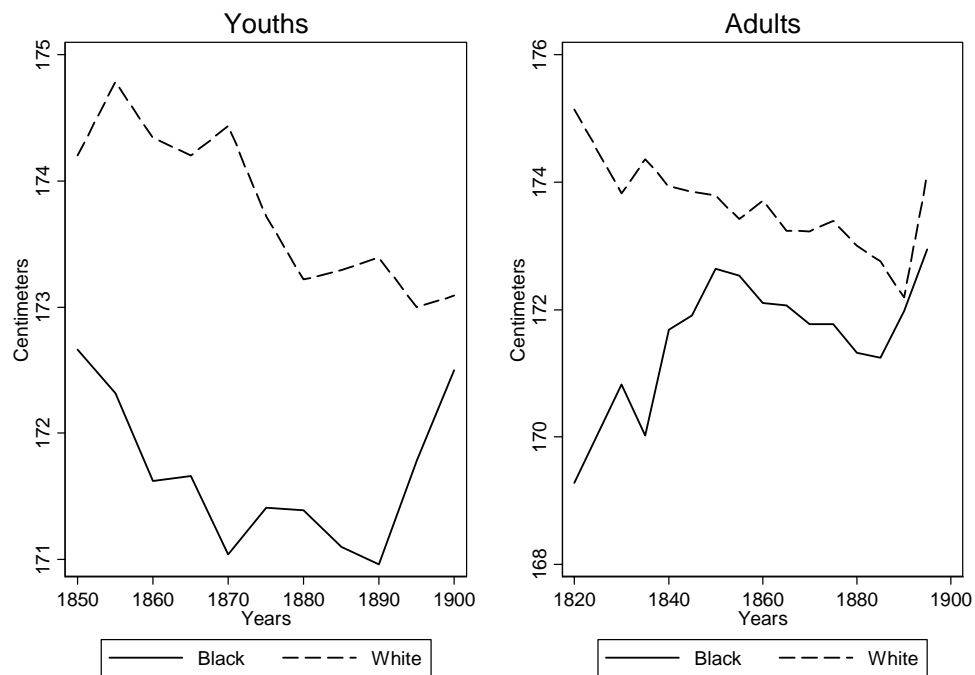 Youths
175
174
173
172
171
Centimeters
1850 1860 1870 1880 1890 1900
Years
Black White
Adults
176
174
172
170
168
Centimeters
1820 1840 1860 1880 1900
Years
Black White